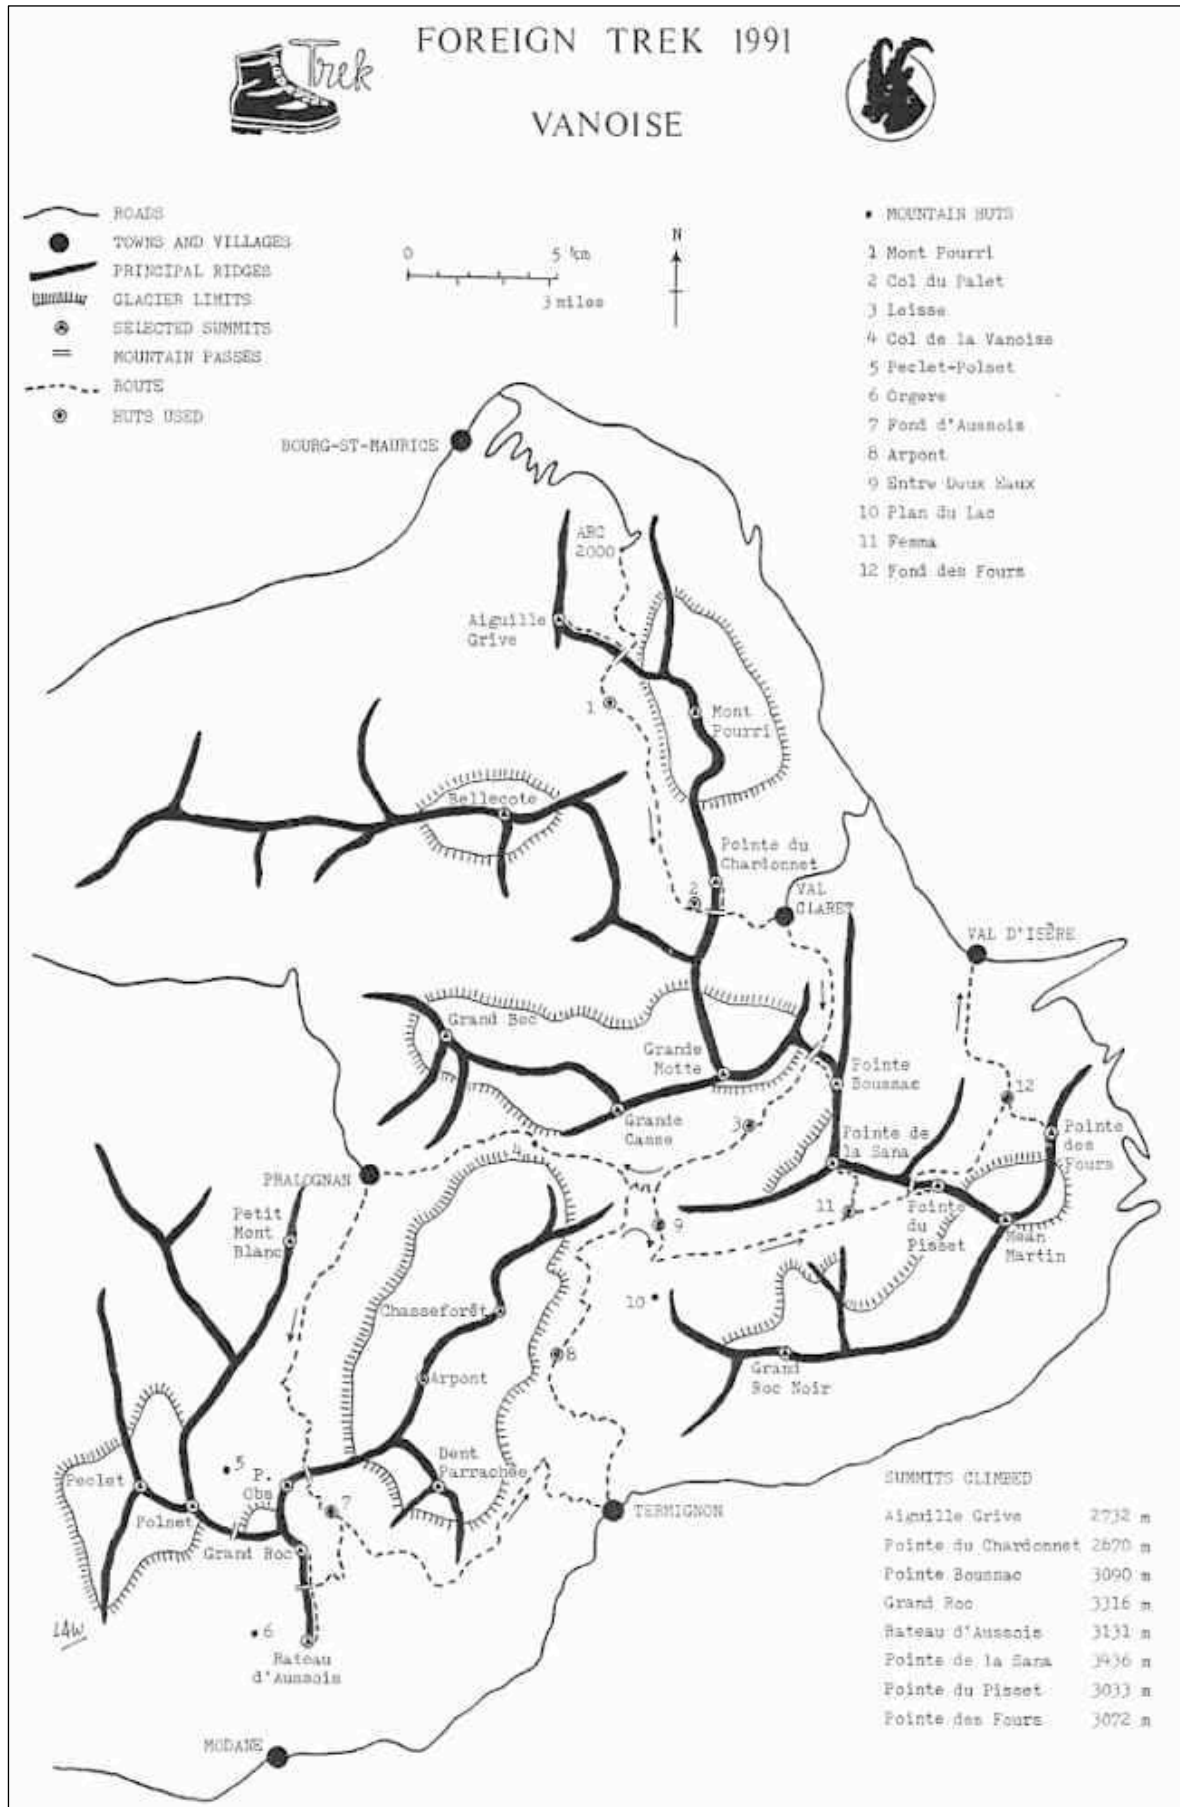 FOREIGN TREK 1991
Trek
VANOISE
ROADS
TOWNS AND VILLAGES
PRINCIPAL RIDGES
GLACIER LIMITS
SELECTED SUMMITS
MOUNTAIN PASSES
ROUTE
HUTS USED
0 5 km
3 miles
N
MOUNTAIN HUTS
1 Mont Pourri
2 Col du Palet
3 Leisse
4 Col de la Vanoise
5 Peclet-Polset
6 Orgere
7 Fond d'Aussois
8 Arpont
9 Entre Deux Eaux
10 Plan du Lac
11 Femma
12 Fond des Fours
BOURG-ST-MAURICE
ARC
2000
Aiguille
Grive
1
Mont
Pourri
Bellecote
Pointe du
Chardonnet
2
VAL
CLARET
VAL D'ISÈRE
Grand Bec
Grande
Motte
Pointe
Boussac
12
Grande
Casse
3
Pointe de
la Sana
Pointe
des
Fours
4
PRALOGNAN
Petit
Mont
Blanc
9
11
Pointe
du
Pisset
Mean
Martin
10
Chasseforêt
8
Arpont
Grand
Roc Noir
Dent
Parrachée
5
P.
Obs
Peclet
7
Polset
TERMIGNON
Grand Roc
6
LAW
Rateau
d'Aussois
MODANE
SUMMITS CLIMBED
Aiguille Grive 2732 m
Pointe du Chardonnet 2870 m
Pointe Boussac 3090 m
Grand Roc 3316 m
Rateau d'Aussois 3131 m
Pointe de la Sana 3436 m
Pointe du Pisset 3033 m
Pointe des Fours 3072 m